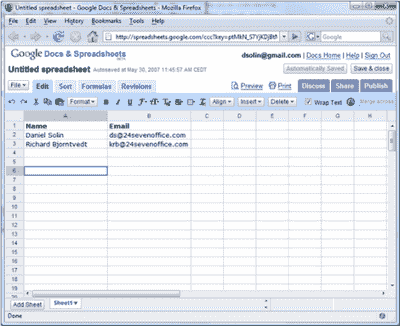 Untitled spreadsheet - Google Docs & Spreadsheets - Mozilla Firefox
File Edit View History Bookmarks Tools Help
http://spreadsheets.google.com/ccc?key=
Google
Google Docs & Spreadsheets
dsolin@gmail.com | Docs Home | Help | Sign Out
Untitled spreadsheet Autosaved at May 30, 2007 11:45:57 AM CEDT
Automatically Saved Save & close
File Edit Sort Formulas Revisions Preview Print Discuss Share Publish
Format B I U Align Insert Delete Wrap Text Merge across
A B C D E F G H
1 Name Email
2 Daniel Solin ds@24sevenoffice.com
3 Richard Bjorntvedt krb@24sevenoffice.com
4
5
6
7
8
9
10
11
12
13
14
15
16
17
18
19
Add Sheet Sheet1
Done